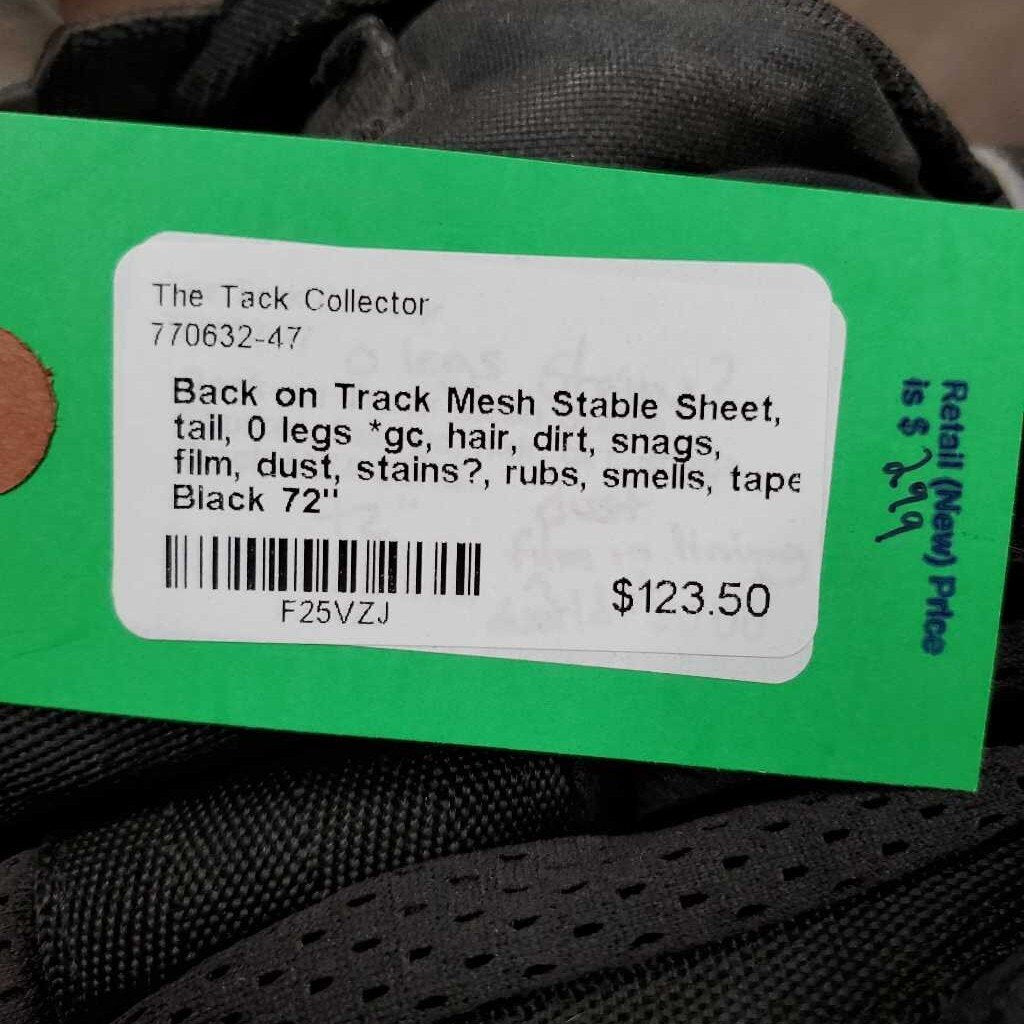 The Tack Collector
770632-47
Back on Track Mesh Stable Sheet,
tail, 0 legs *gc, hair, dirt, snags,
film, dust, stains?, rubs, smells, tape
Black 72"
F25VZJ
$123.50
Retail (New) Price
is $ 299